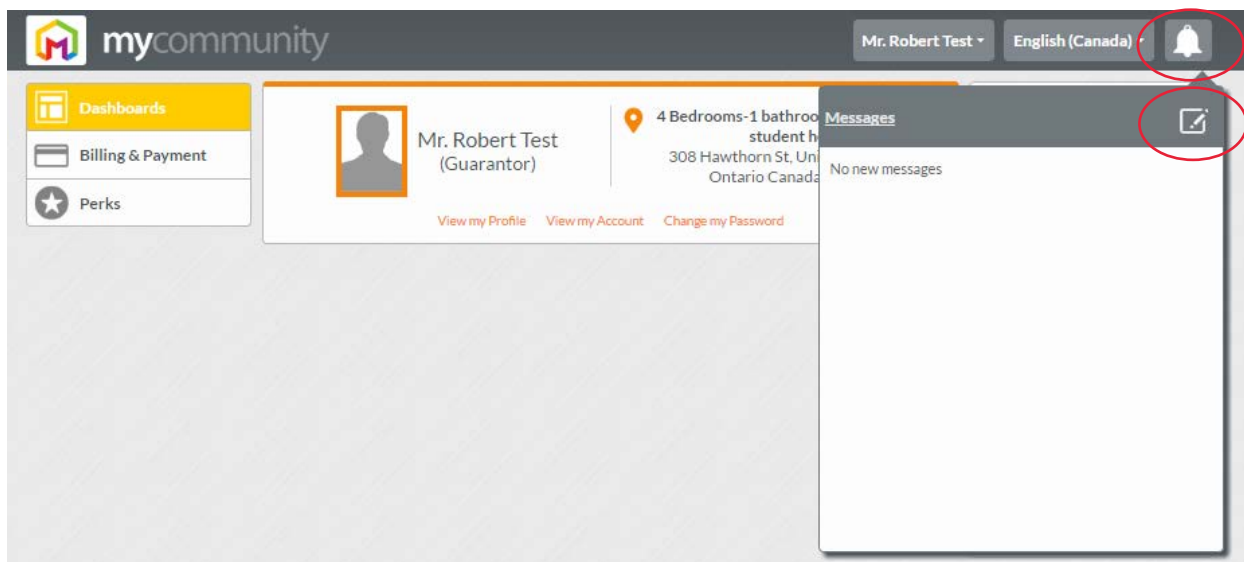 mycommunity
Mr. Robert Test
English (Canada)
Dashboards
Billing & Payment
Perks
Mr. Robert Test
(Guarantor)
4 Bedrooms-1 bathroo
student h
308 Hawthorn St, Uni
Ontario Canada
View my Profile View my Account Change my Password
Messages
No new messages